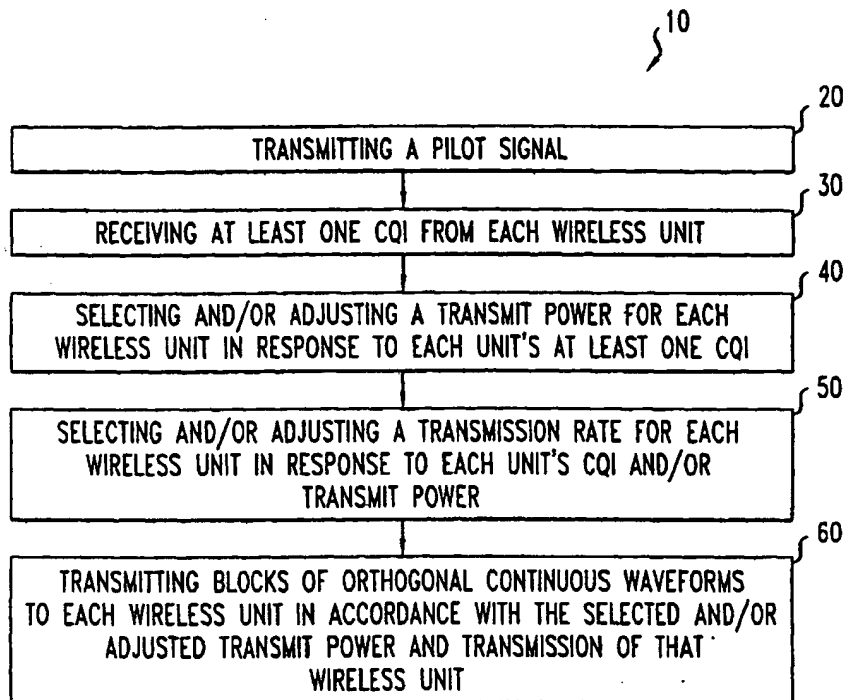 10
20
TRANSMITTING A PILOT SIGNAL
30
RECEIVING AT LEAST ONE CQI FROM EACH WIRELESS UNIT
40
SELECTING AND/OR ADJUSTING A TRANSMIT POWER FOR EACH
WIRELESS UNIT IN RESPONSE TO EACH UNIT'S AT LEAST ONE CQI
50
SELECTING AND/OR ADJUSTING A TRANSMISSION RATE FOR EACH
WIRELESS UNIT IN RESPONSE TO EACH UNIT'S CQI AND/OR
TRANSMIT POWER
60
TRANSMITTING BLOCKS OF ORTHOGONAL CONTINUOUS WAVEFORMS
TO EACH WIRELESS UNIT IN ACCORDANCE WITH THE SELECTED AND/OR
ADJUSTED TRANSMIT POWER AND TRANSMISSION OF THAT
WIRELESS UNIT